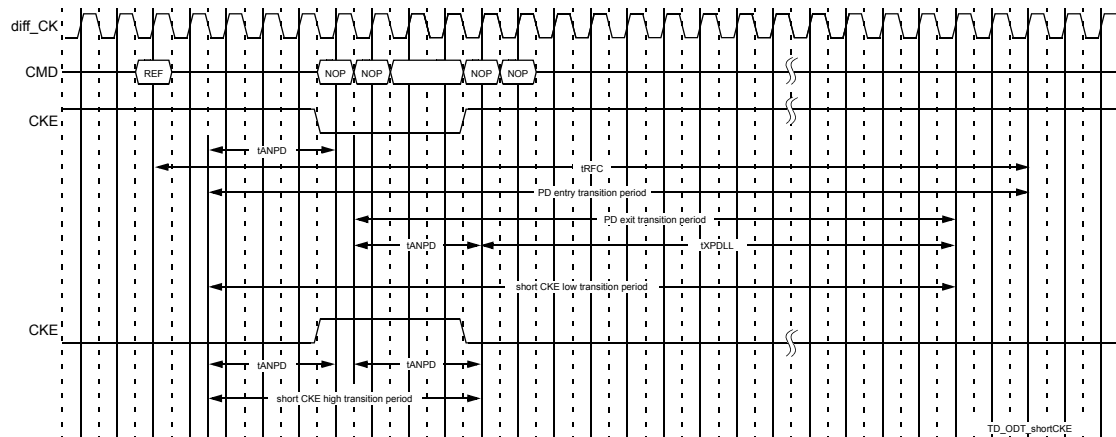 diff_CK
CMD
REF
NOP
NOP
NOP
NOP
CKE
tANPD
tRFC
PD entry transition period
PD exit transition period
tANPD
tXPDLL
short CKE low transition period
CKE
tANPD
tANPD
short CKE high transition period
TD_ODT_shortCKE